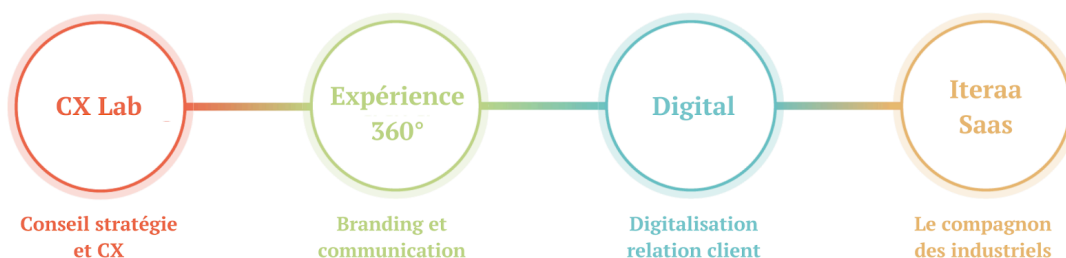 CX Lab
Expérience
360°
Digital
Iteraa
Saas
Conseil stratégie
et CX
Branding et
communication
Digitalisation
relation client
Le compagnon
des industriels